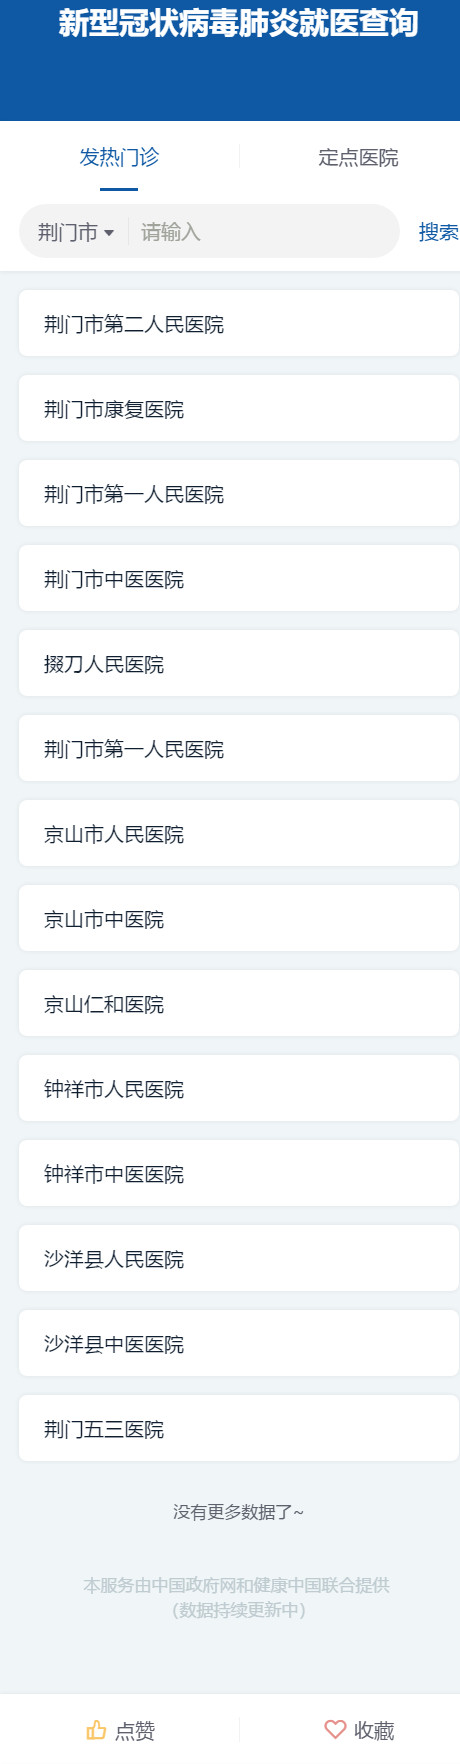 新型冠状病毒肺炎就医查询
发热门诊
定点医院
荆门市
请输入
搜索
荆门市第二人民医院
荆门市康复医院
荆门市第一人民医院
荆门市中医医院
掇刀人民医院
荆门市第一人民医院
京山市人民医院
京山市中医院
京山仁和医院
钟祥市人民医院
钟祥市中医医院
沙洋县人民医院
沙洋县中医医院
荆门五三医院
没有更多数据了~
本服务由中国政府网和健康中国联合提供
（数据持续更新中）
点赞
收藏